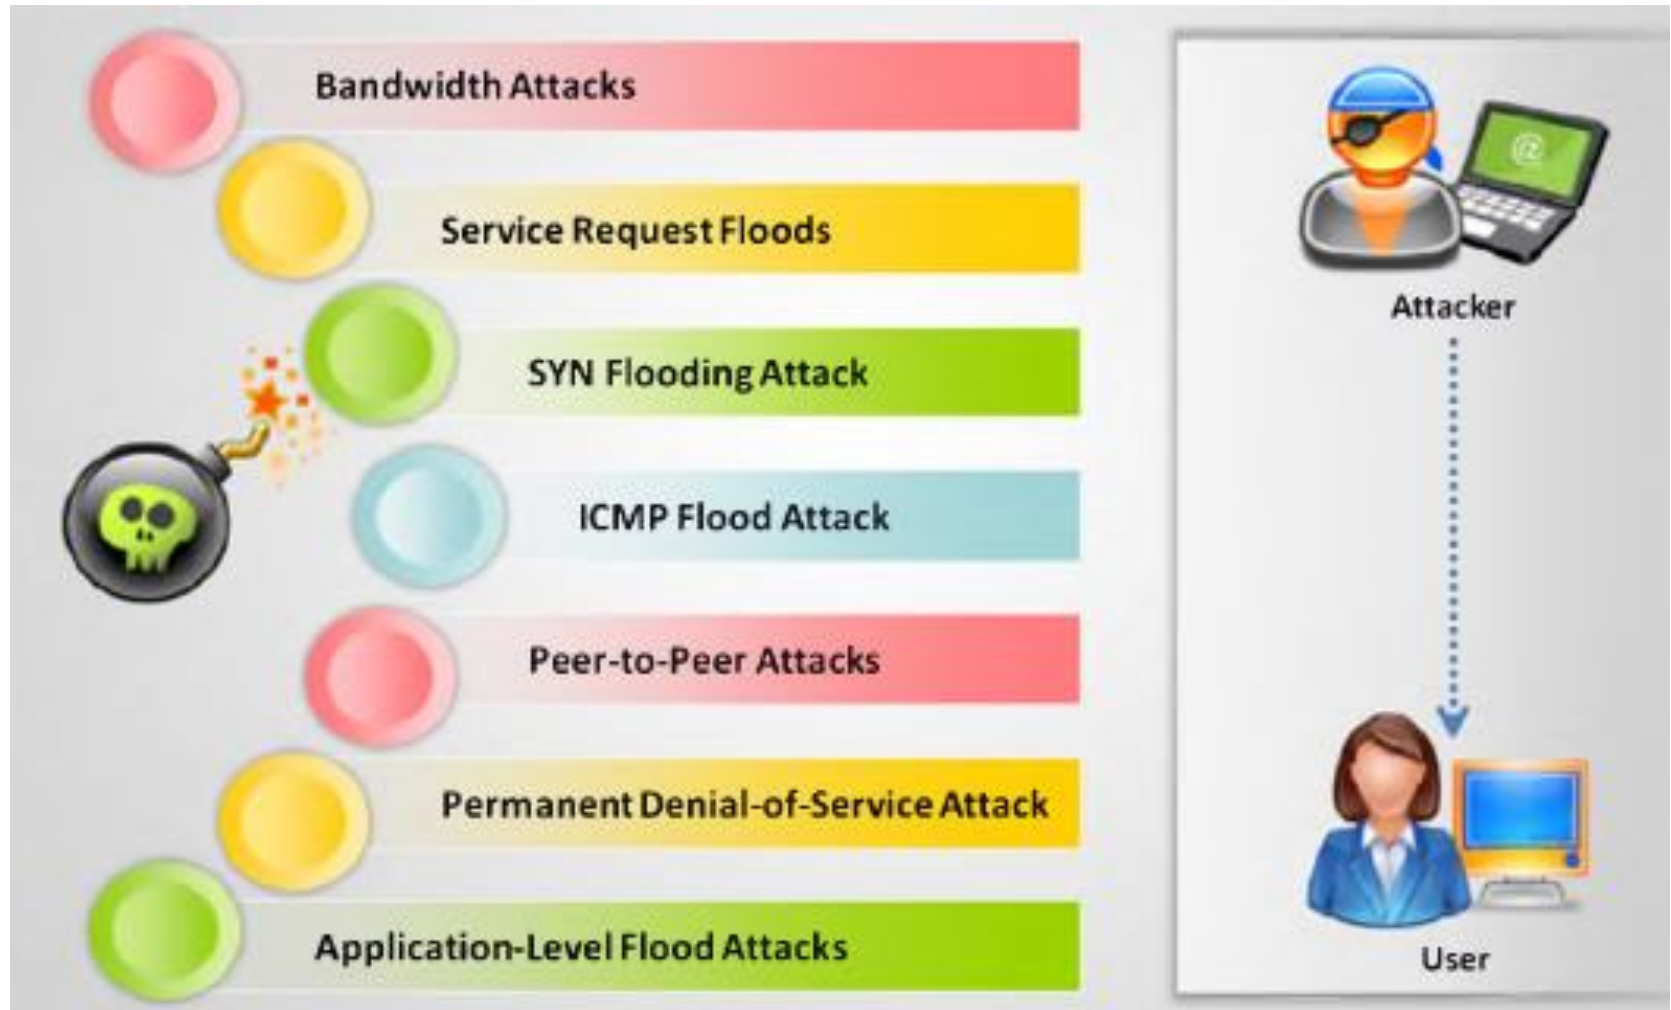 Bandwidth Attacks
Service Request Floods
SYN Flooding Attack
ICMP Flood Attack
Peer-to-Peer Attacks
Permanent Denial-of-Service Attack
Application-Level Flood Attacks
@
Attacker
User